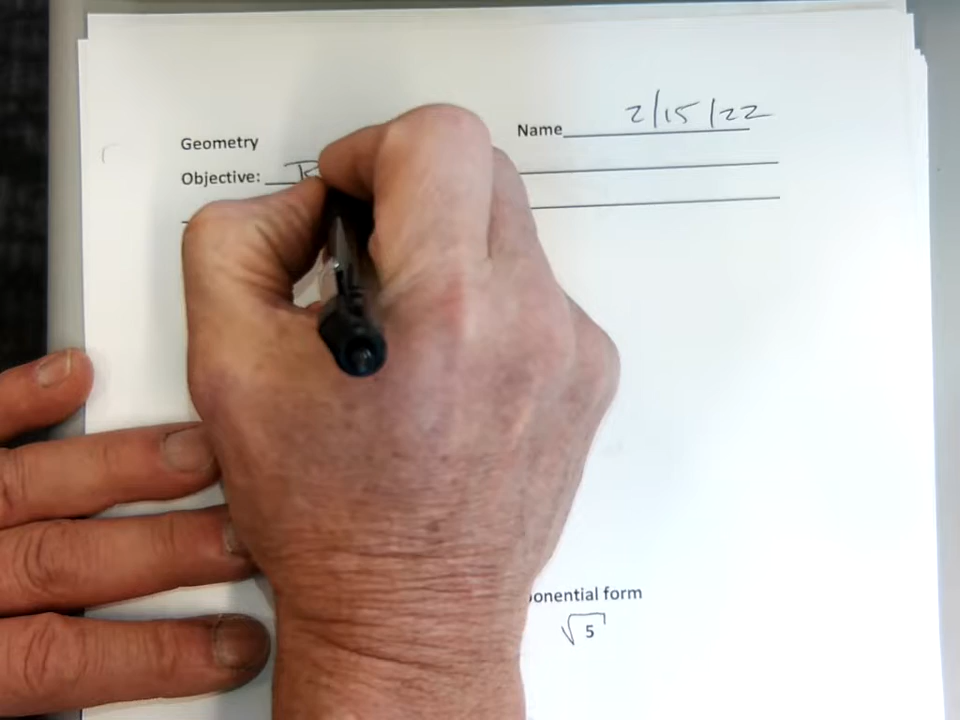 Geometry
Name 2/15/22
Objective: R
onential form
√5